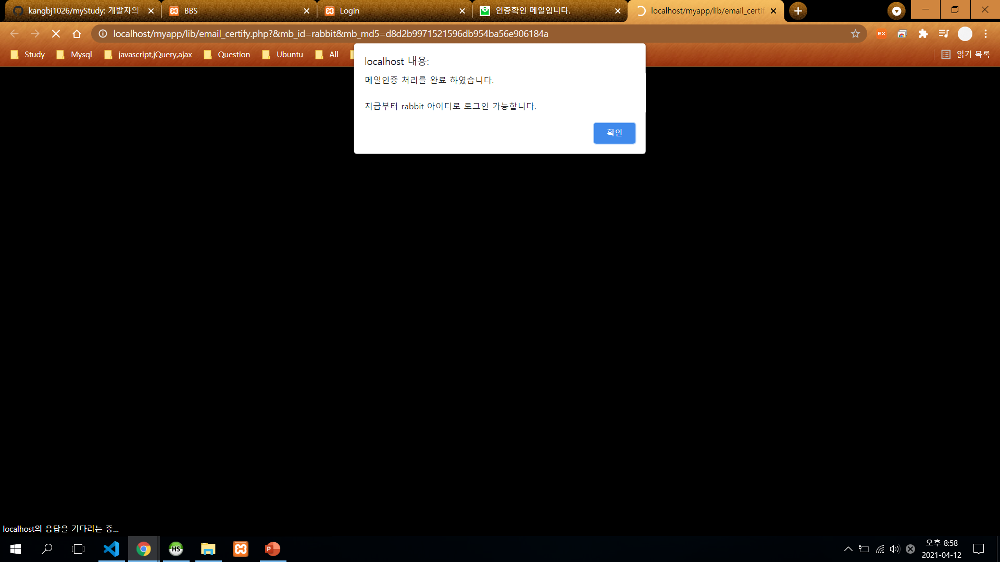 kangbj1026/myStudy: 개발자의
BBS
Login
인증확인 메일입니다.
localhost/myapp/lib/email_certif
localhost/myapp/lib/email_certify.php?&mb_id=rabbit&mb_md5=d8d2b9971521596db954ba56e906184a
EX
Study
Mysql
javascript,jQuery,ajax
Question
Ubuntu
All
읽기 목록
localhost 내용:
메일인증 처리를 완료 하였습니다.
지금부터 rabbit 아이디로 로그인 가능합니다.
확인
localhost의 응답을 기다리는 중...
HS
P
오후 8:58
2021-04-12